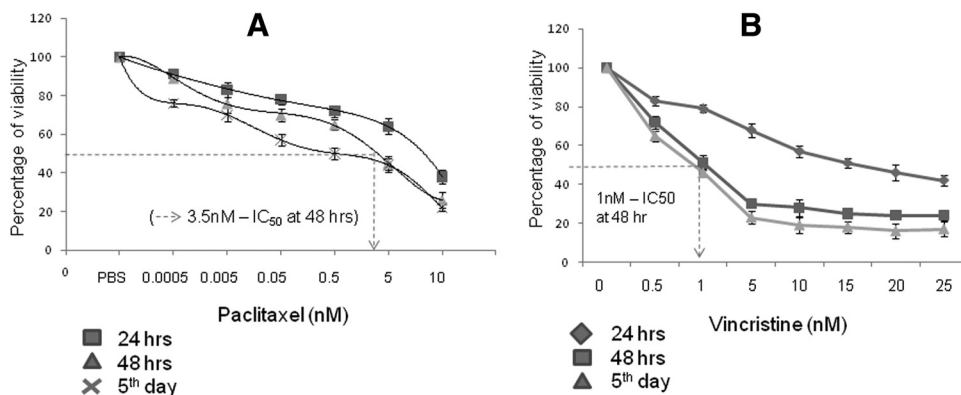 A
Percentage of viability
120
100
80
60
40
20
0
(--> 3.5nM – IC50 at 48 hrs)
0 PBS 0.0005 0.005 0.05 0.5 5 10
Paclitaxel (nM)
24 hrs
48 hrs
5th day
B
Percentage of viability
120
100
80
60
40
20
0
1nM – IC50
at 48 hr
0 0.5 1 5 10 15 20 25
Vincristine (nM)
24 hrs
48 hrs
5th day